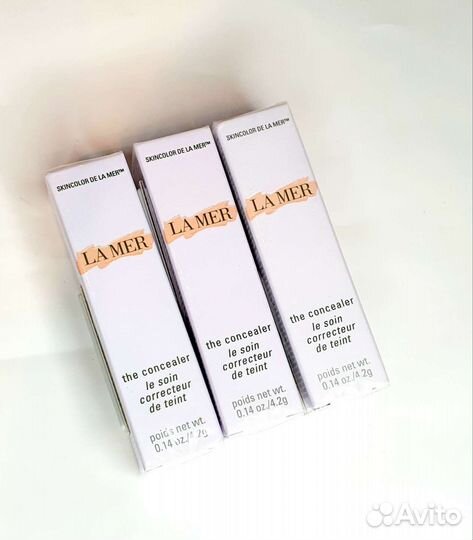 SKINCOLOR DE LA MER™
LA MER
the concealer
le soin
correcteur
de teint
poids net wt.
0.14 oz/4.2g
SKINCOLOR DE LA MER™
LA MER
the concealer
le soin
correcteur
de teint
poids net wt.
0.14 oz/4.2g
SKINCOLOR DE LA MER™
LA MER
the concealer
le soin
correcteur
de teint
poids net wt.
0.14 oz/4.2g
Avito